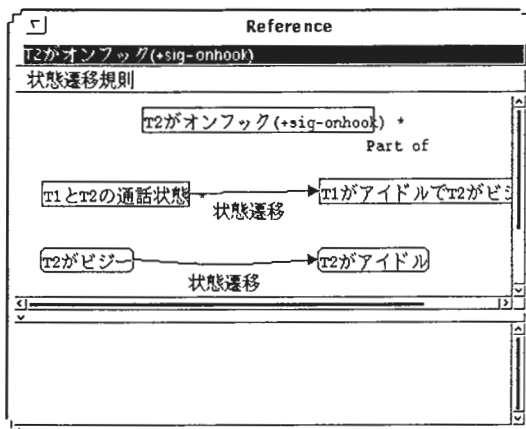 Reference
T2がオンフック(+sig-onhook)
状態遷移規則
T2がオンフック(+sig-onhook) *
Part of
T1とT2の通話状態 * T1がアイドルでT2がビジ
状態遷移
T2がビジー T2がアイドル
状態遷移